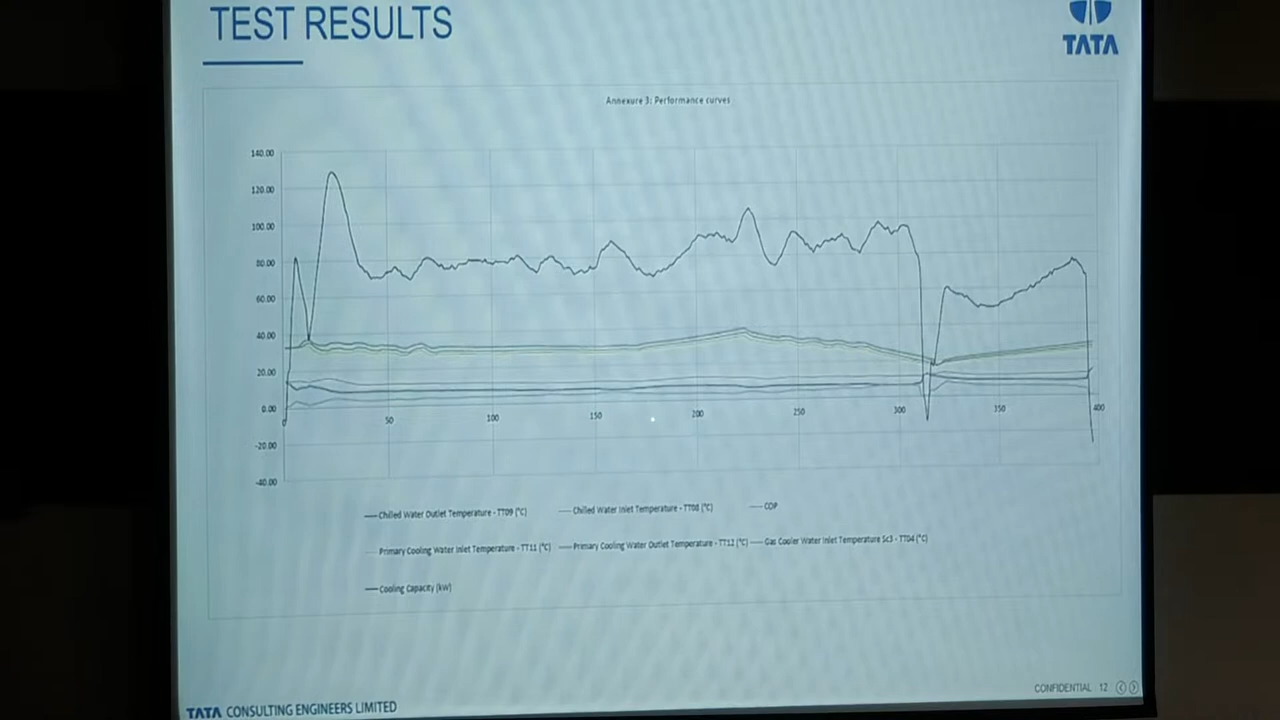 TEST RESULTS
TATA
Annexure 3: Performance curves
140.00
120.00
100.00
80.00
60.00
40.00
20.00
0.00
-20.00
-40.00
0 50 100 150 200 250 300 350 400
Chilled Water Outlet Temperature - TT09 (°C) Chilled Water Inlet Temperature - TT08 (°C) COP
Primary Cooling Water Inlet Temperature - TT11 (°C) Primary Cooling Water Outlet Temperature - TT12 (°C) Gas Cooler Water Inlet Temperature Sc3 - TT04 (°C)
Cooling Capacity (kW)
CONFIDENTIAL 12
TATA CONSULTING ENGINEERS LIMITED